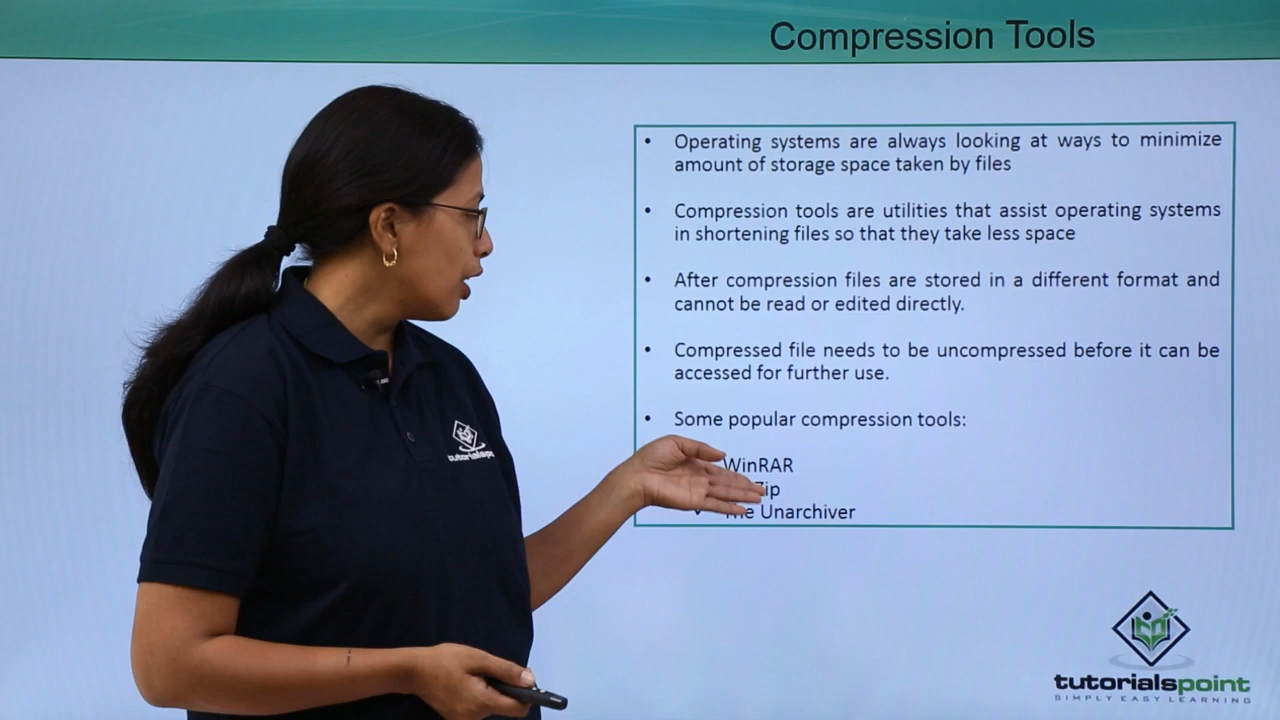 Compression Tools
• Operating systems are always looking at ways to minimize
amount of storage space taken by files
• Compression tools are utilities that assist operating systems
in shortening files so that they take less space
• After compression files are stored in a different format and
cannot be read or edited directly.
• Compressed file needs to be uncompressed before it can be
accessed for further use.
• Some popular compression tools:
WinRAR
Unarchiver
tutorialspoint
tutorialspoint
SIMPLY EASY LEARNING